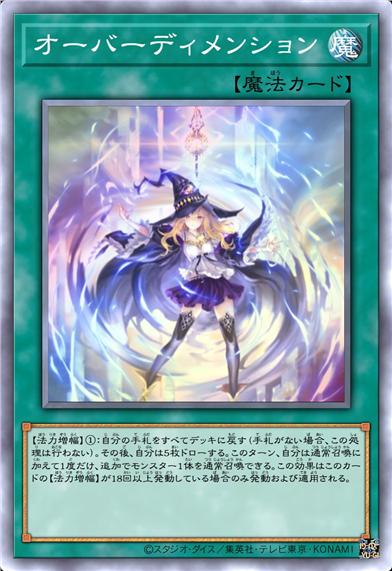 オーバーディメンション 魔
【魔法カード】
【法力増幅】①:自分の手札をすべてデッキに戻す(手札がない場合、この処
理は行わない)。その後、自分は5枚ドローする。このターン、自分は通常召喚に
加えて1度だけ、追加でモンスター1体を通常召喚できる。この効果はこのカー
ドの【法力増幅】が18回以上発動している場合のみ発動および適用される。
©スタジオ・ダイス/集英社・テレビ東京・KONAMI